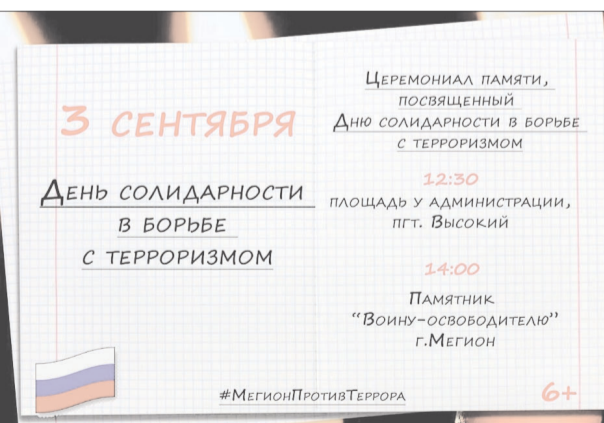 3 СЕНТЯБРЯ
ДЕНЬ СОЛИДАРНОСТИ
В БОРЬБЕ
С ТЕРРОРИЗМОМ
ЦЕРЕМОНИАЛ ПАМЯТИ,
ПОСВЯЩЕННЫЙ
ДНЮ СОЛИДАРНОСТИ В БОРЬБЕ
С ТЕРРОРИЗМОМ
12:30
ПЛОЩАДЬ У АДМИНИСТРАЦИИ,
ПГТ. ВЫСОКИЙ
14:00
ПАМЯТНИК
“ВОИНУ-ОСВОБОДИТЕЛЮ”
Г.МЕГИОН
#МЕГИОНПРОТИВТЕРРОРА
6+